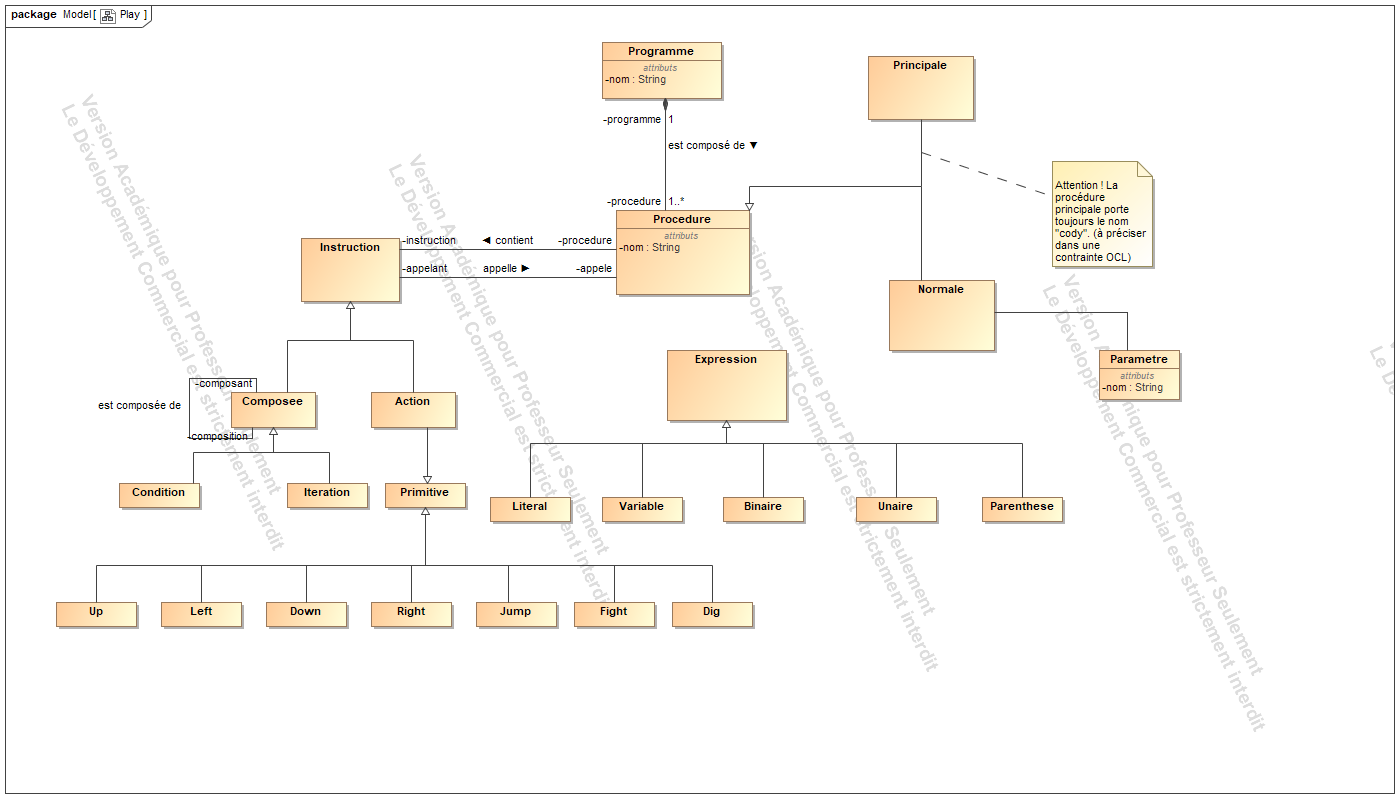 package Model[ Play ]
Programme
attributs
-nom : String
Principale
-programme 1
est composé de ▼
-procedure 1..*
Attention ! La
procédure
principale porte
toujours le nom
"cody". (à préciser
dans une
contrainte OCL)
Procedure
attributs
-nom : String
Instruction
-instruction ◄ contient -procedure
-appelant appelle ► -appele
Normale
Expression
Parametre
attributs
-nom : String
-composant
est composée de
Composee
Action
-composition
Condition
Iteration
Primitive
Literal
Variable
Binaire
Unaire
Parenthese
Up
Left
Down
Right
Jump
Fight
Dig
Version Académique pour Professeur Seulement
Le Développement Commercial est strictement interdit
Version Académique pour Professeur Seulement
Le Développement Commercial est strictement interdit
Version Académique pour Professeur Seulement
Commercial est strictement interdit
Version Académique pour Professeur Seulement
Le Développement Commercial est strictement interdit